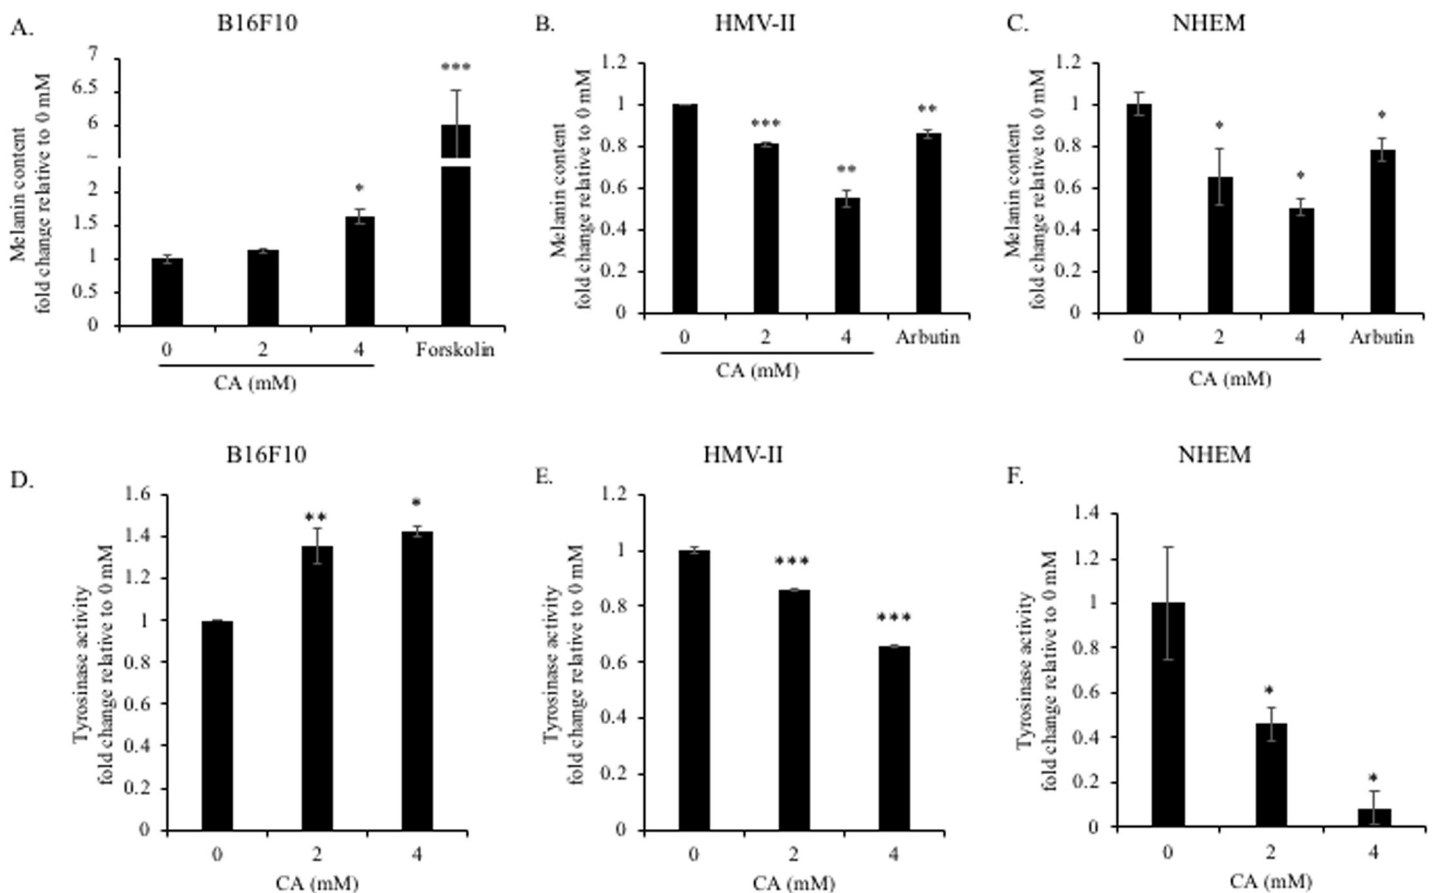 A.
B16F10
Melanin content
fold change relative to 0 mM
7
6.5
6
~
2
1.5
1
0.5
0
*
***
0 2 4 Forskolin
CA (mM)
B.
HMV-II
Melanin content
fold change relative to 0 mM
1.2
1
0.8
0.6
0.4
0.2
0
***
**
**
0 2 4 Arbutin
CA (mM)
C.
NHEM
Melanin content
fold change relative to 0 mM
1.2
1
0.8
0.6
0.4
0.2
0
*
*
*
0 2 4 Arbutin
CA (mM)
D.
B16F10
Tyrosinase activity
fold change relative to 0 mM
1.6
1.4
1.2
1
0.8
0.6
0.4
0.2
0
**
*
0 2 4
CA (mM)
E.
HMV-II
Tyrosinase activity
fold change relative to 0 mM
1.2
1
0.8
0.6
0.4
0.2
0
***
***
0 2 4
CA (mM)
F.
NHEM
Tyrosinase activity
fold change relative to 0 mM
1.4
1.2
1
0.8
0.6
0.4
0.2
0
*
*
0 2 4
CA (mM)